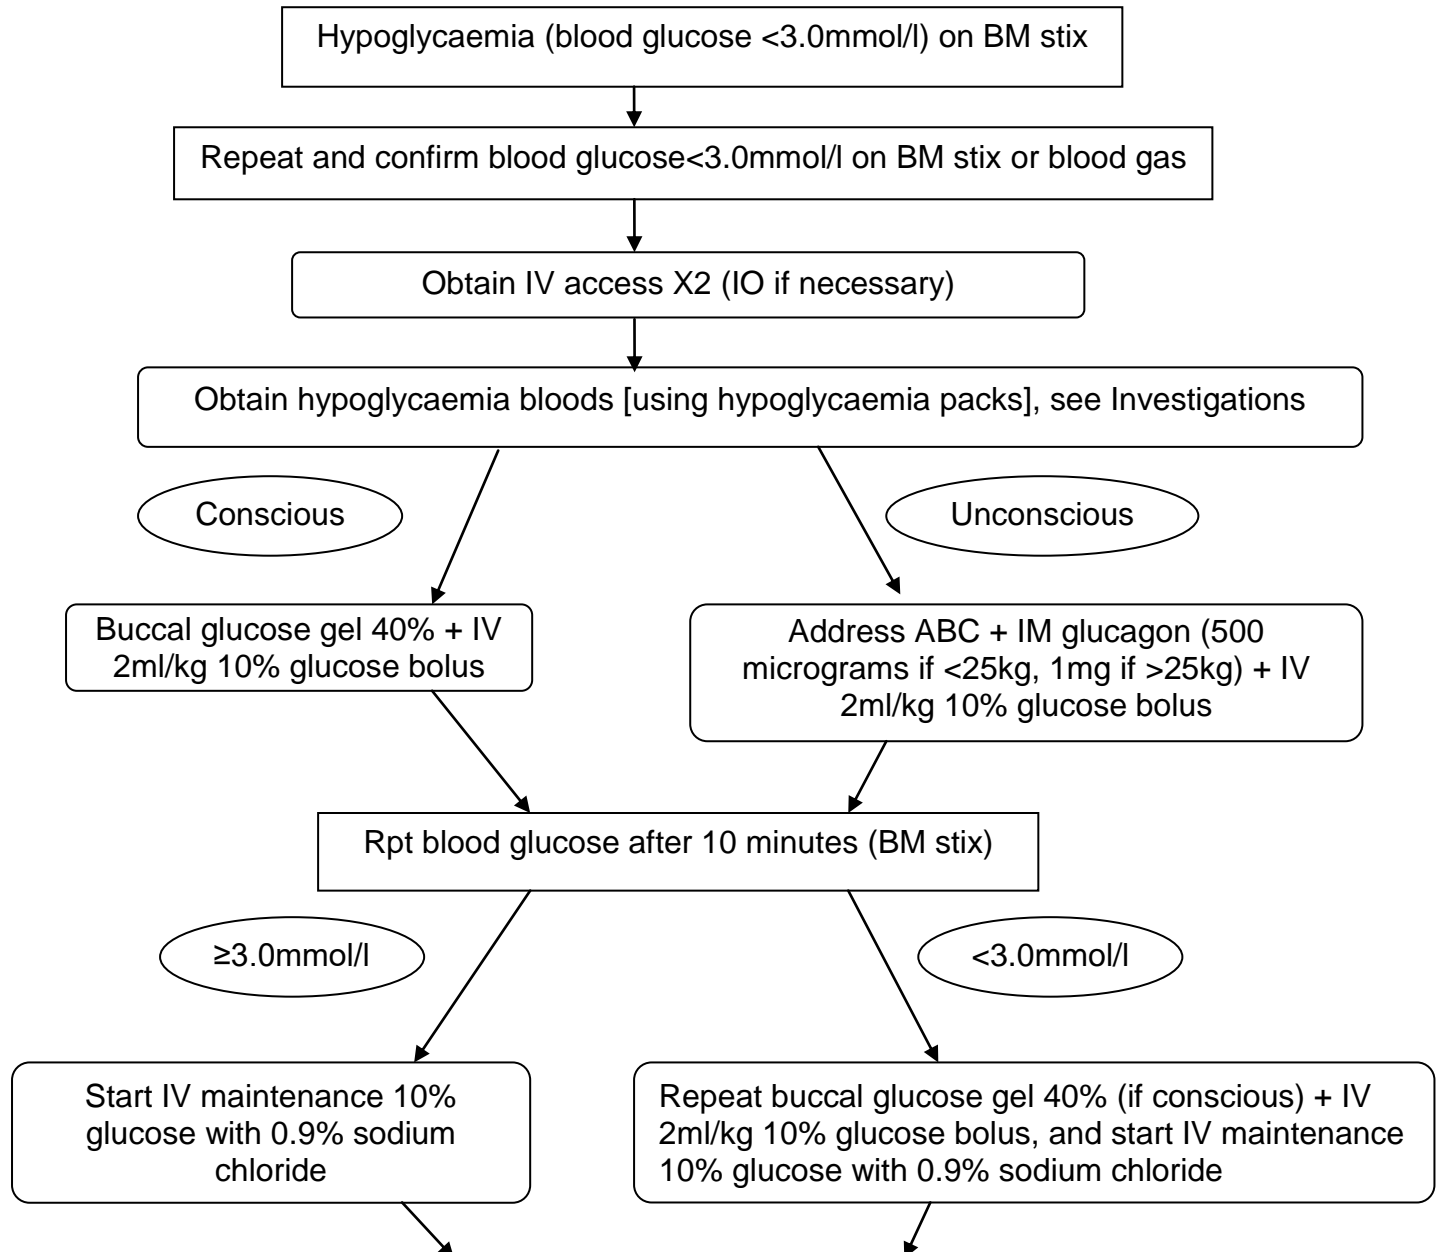 Hypoglycaemia (blood glucose <3.0mmol/l) on BM stix
Repeat and confirm blood glucose<3.0mmol/l on BM stix or blood gas
Obtain IV access X2 (IO if necessary)
Obtain hypoglycaemia bloods [using hypoglycaemia packs], see Investigations
Conscious
Unconscious
Buccal glucose gel 40% + IV
2ml/kg 10% glucose bolus
Address ABC + IM glucagon (500
micrograms if <25kg, 1mg if >25kg) + IV
2ml/kg 10% glucose bolus
Rpt blood glucose after 10 minutes (BM stix)
≥3.0mmol/l
<3.0mmol/l
Start IV maintenance 10%
glucose with 0.9% sodium
chloride
Repeat buccal glucose gel 40% (if conscious) + IV
2ml/kg 10% glucose bolus, and start IV maintenance
10% glucose with 0.9% sodium chloride